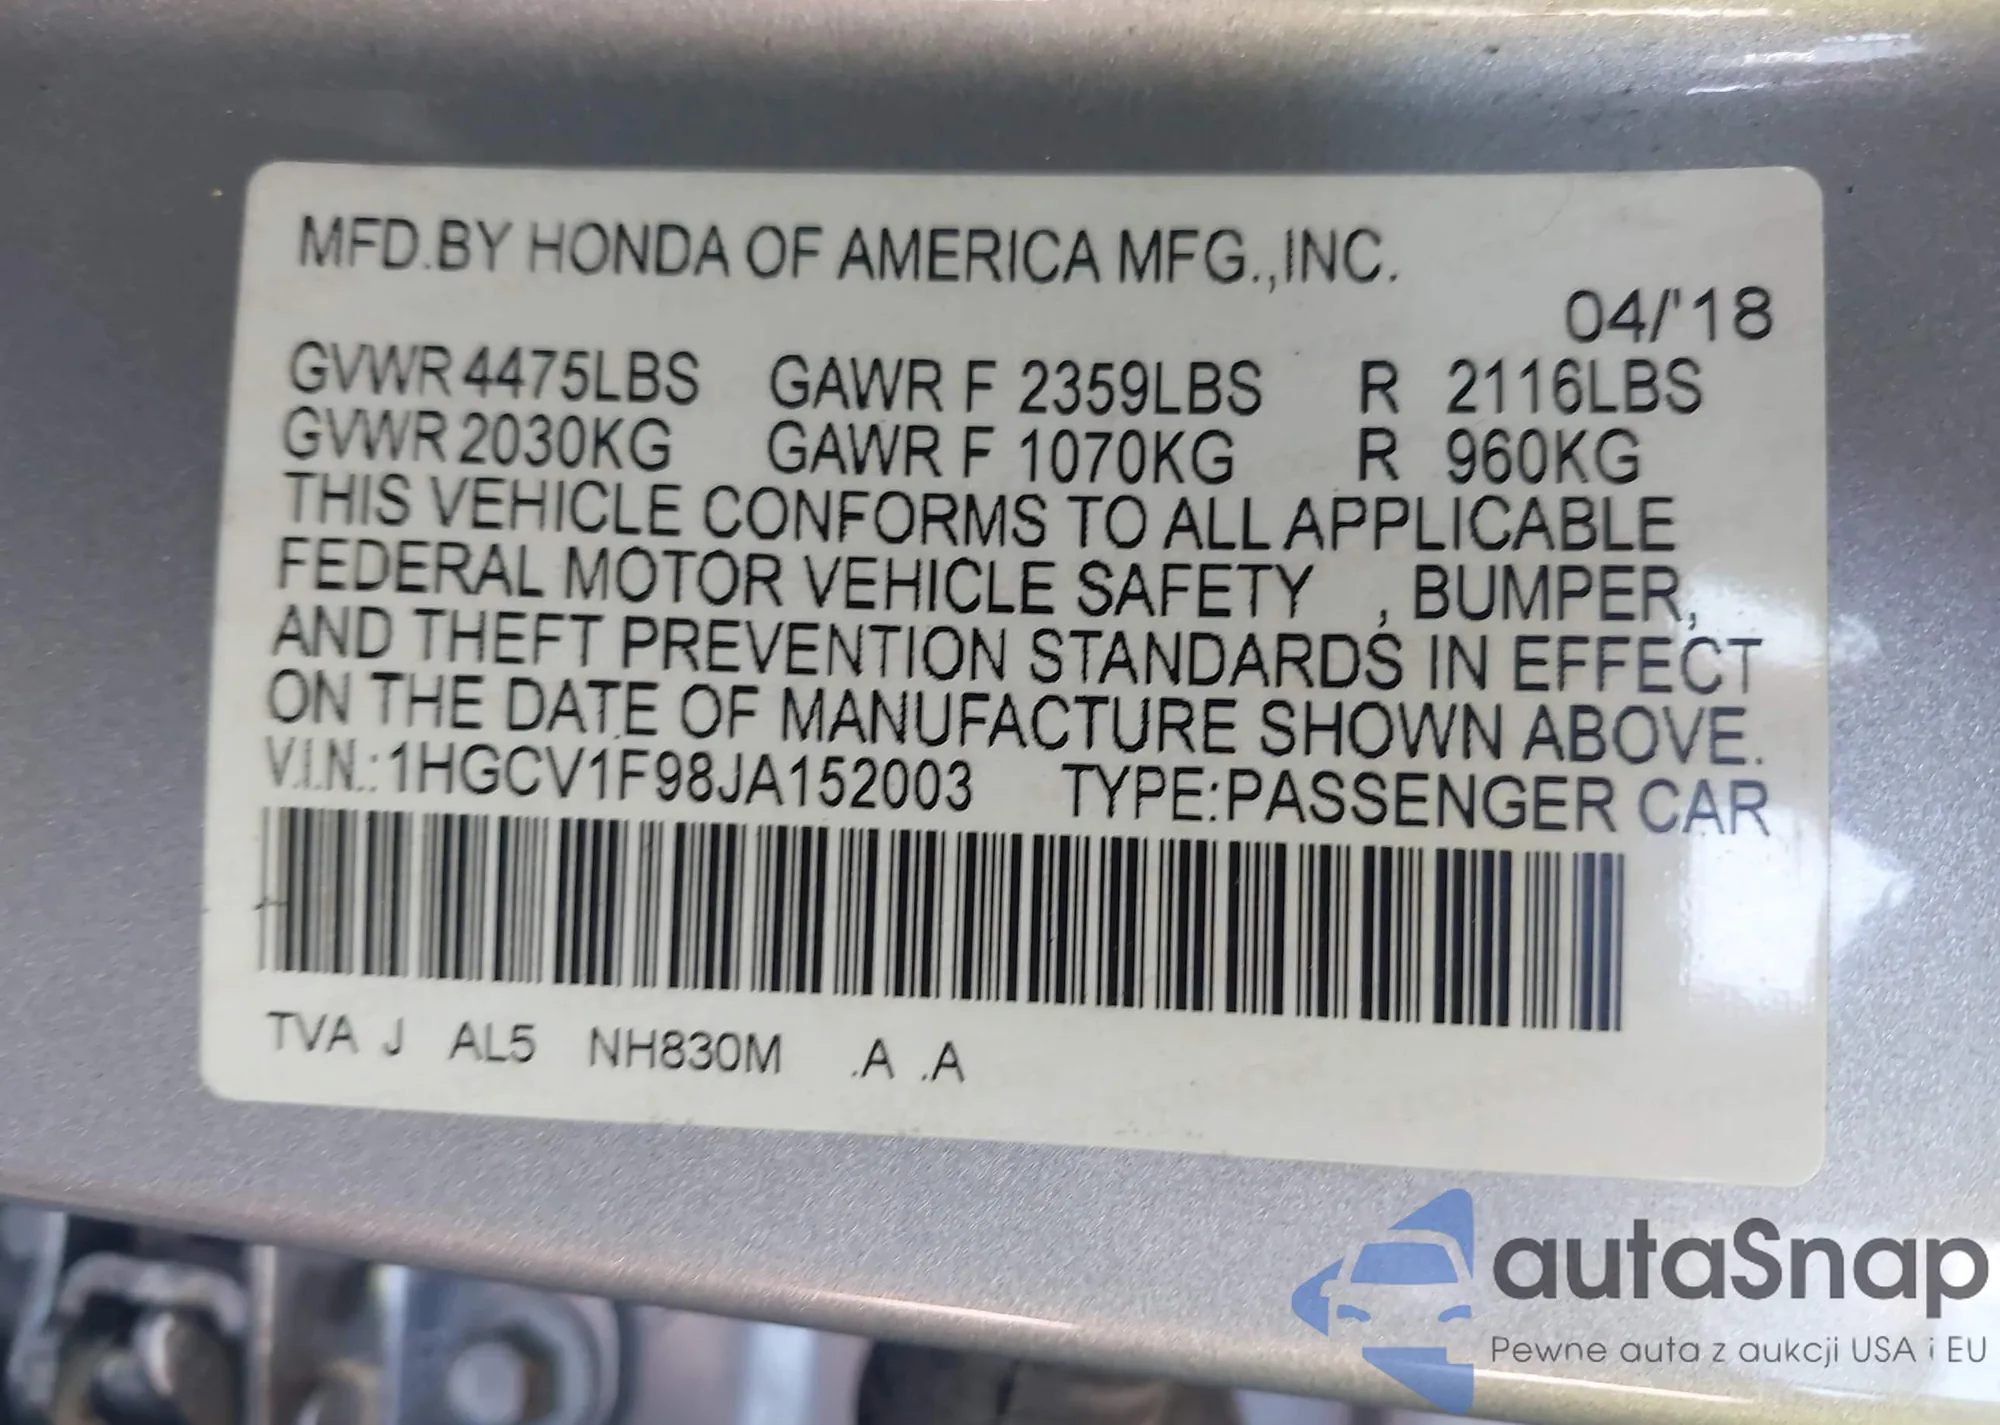 MFD.BY HONDA OF AMERICA MFG.,INC.
04/'18
GVWR 4475LBS GAWR F 2359LBS R 2116LBS
GVWR 2030KG GAWR F 1070KG R 960KG
THIS VEHICLE CONFORMS TO ALL APPLICABLE
FEDERAL MOTOR VEHICLE SAFETY , BUMPER,
AND THEFT PREVENTION STANDARDS IN EFFECT
ON THE DATE OF MANUFACTURE SHOWN ABOVE.
V.I.N.:1HGCV1F98JA152003 TYPE:PASSENGER CAR
TVA J AL5 NH830M .A .A
autaSnap
Pewne auta z aukcji USA i EU